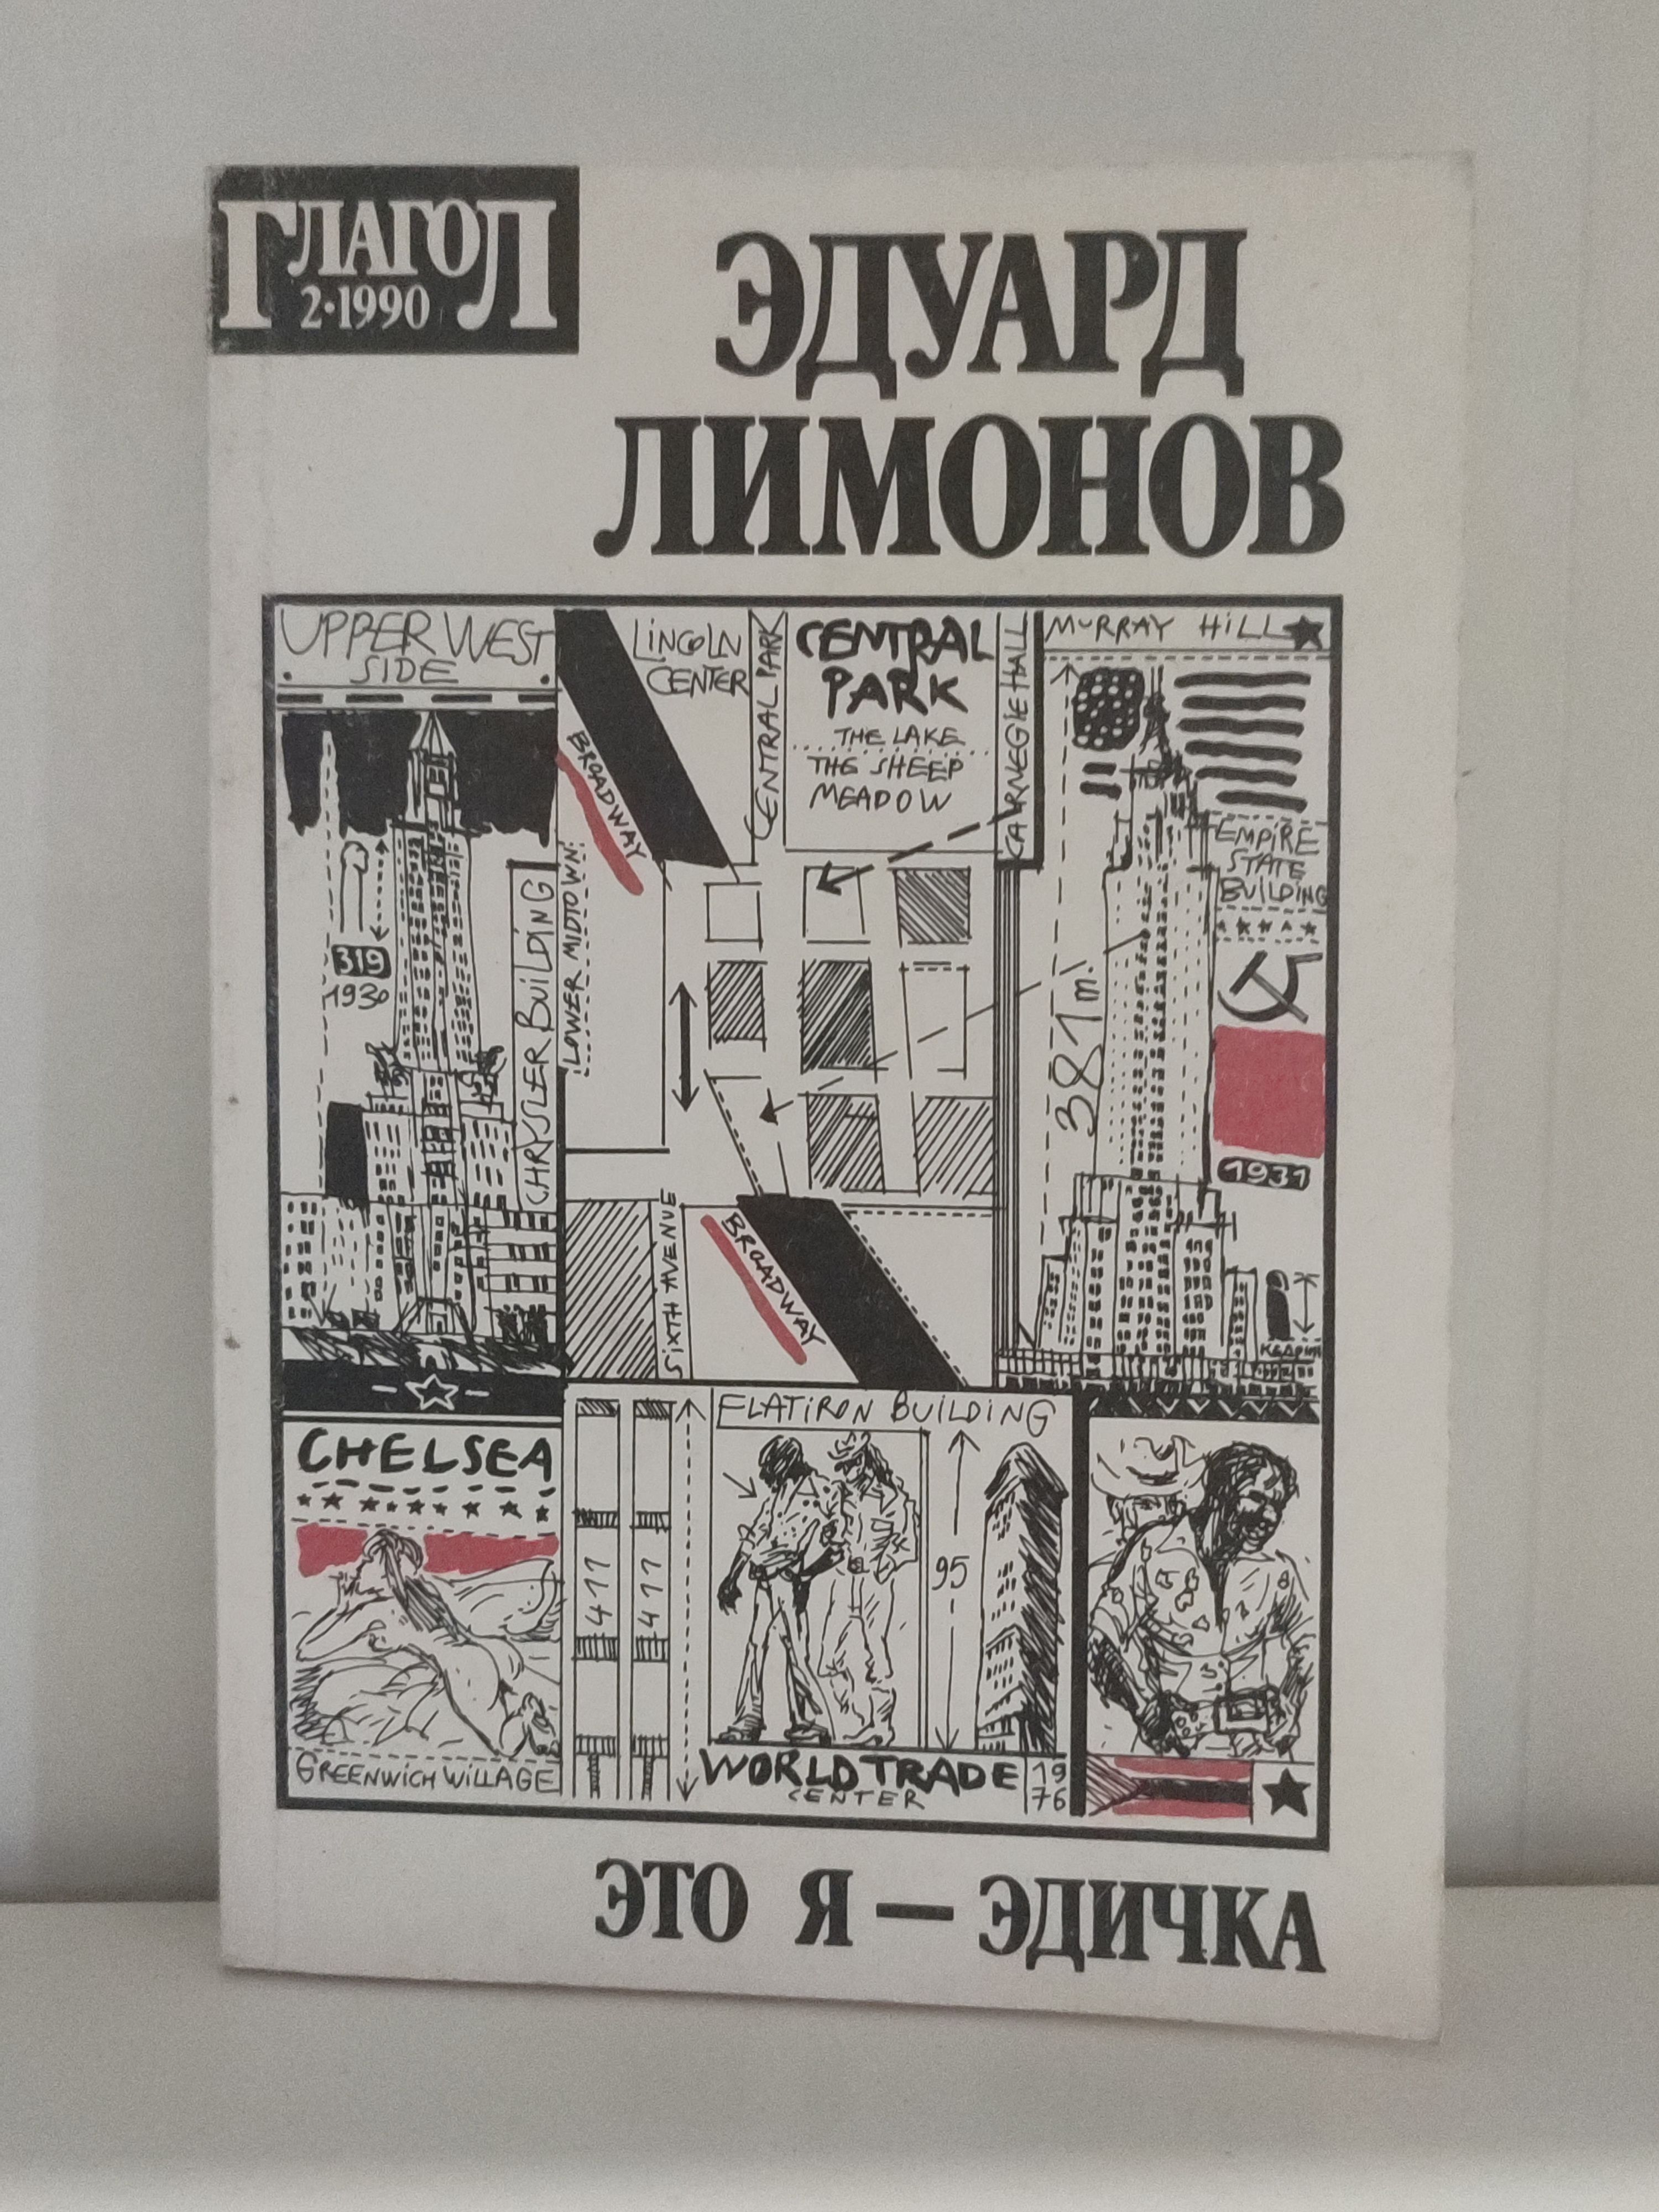 ГЛАГОЛ
2·1990
ЭДУАРД
ЛИМОНОВ
UPPER WEST
SIDE
LINCOLN
CENTER
CENTRAL PARK
CENTRAL
PARK
THE LAKE
THE SHEEP
MEADOW
CARNEGIE HALL
MURRAY HILL
BROADWAY
LOWER MIDTOWN
319
1930
CHRYSLER BUILDING
EMPIRE
STATE
BUILDING
381 m
1931
SIXTH AVENUE
BROADWAY
CHELSEA
GREENWICH WILLAGE
411
411
FLATIRON BUILDING
95
WORLD TRADE
CENTER
19
76
ЭТО Я — ЭДИЧКА